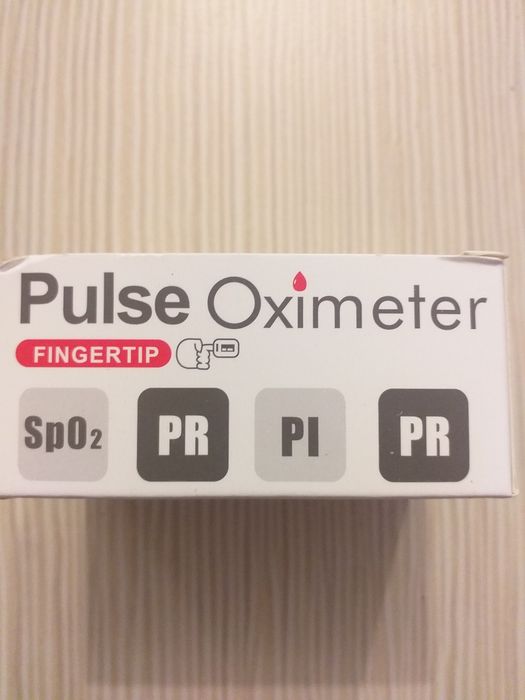 Pulse Oximeter
FINGERTIP
SpO₂ PR PI PR